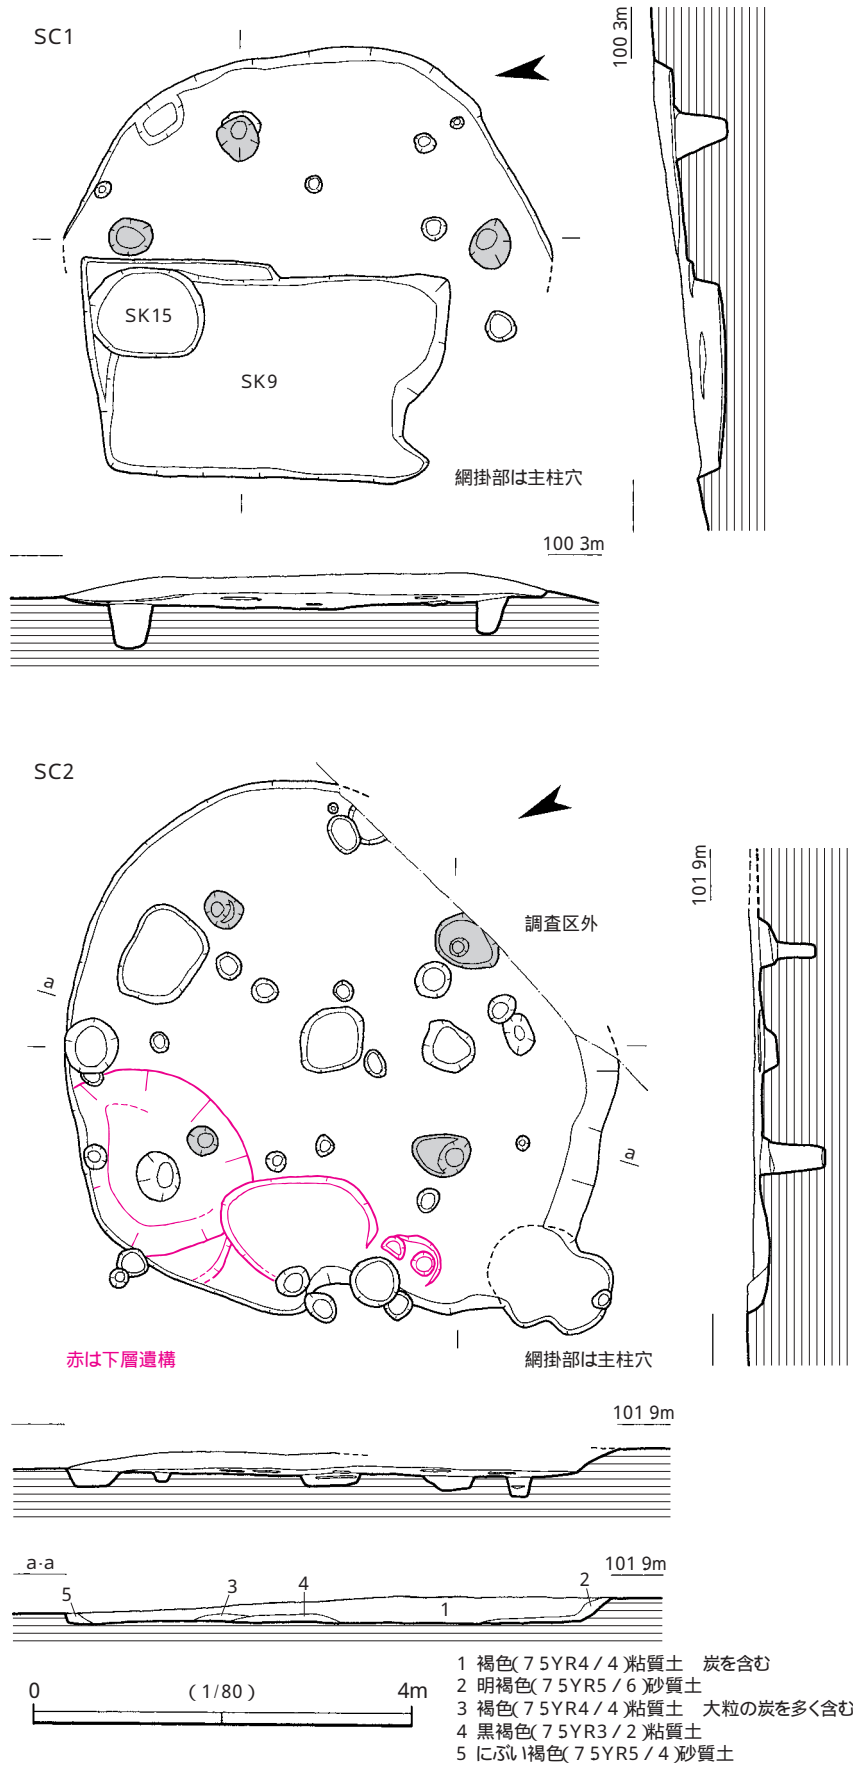 SC1
100 3m
SK15
SK9
網掛部は主柱穴
100 3m
SC2
101 9m
調査区外
a
a
赤は下層遺構
網掛部は主柱穴
101 9m
a-a
101 9m
5
3
4
1
2
0
(1/80)
4m
1 褐色(7 5YR4/4)粘質土 炭を含む
2 明褐色(7 5YR5/6)砂質土
3 褐色(7 5YR4/4)粘質土 大粒の炭を多く含む
4 黒褐色(7 5YR3/2)粘質土
5 にぶい褐色(7 5YR5/4)砂質土